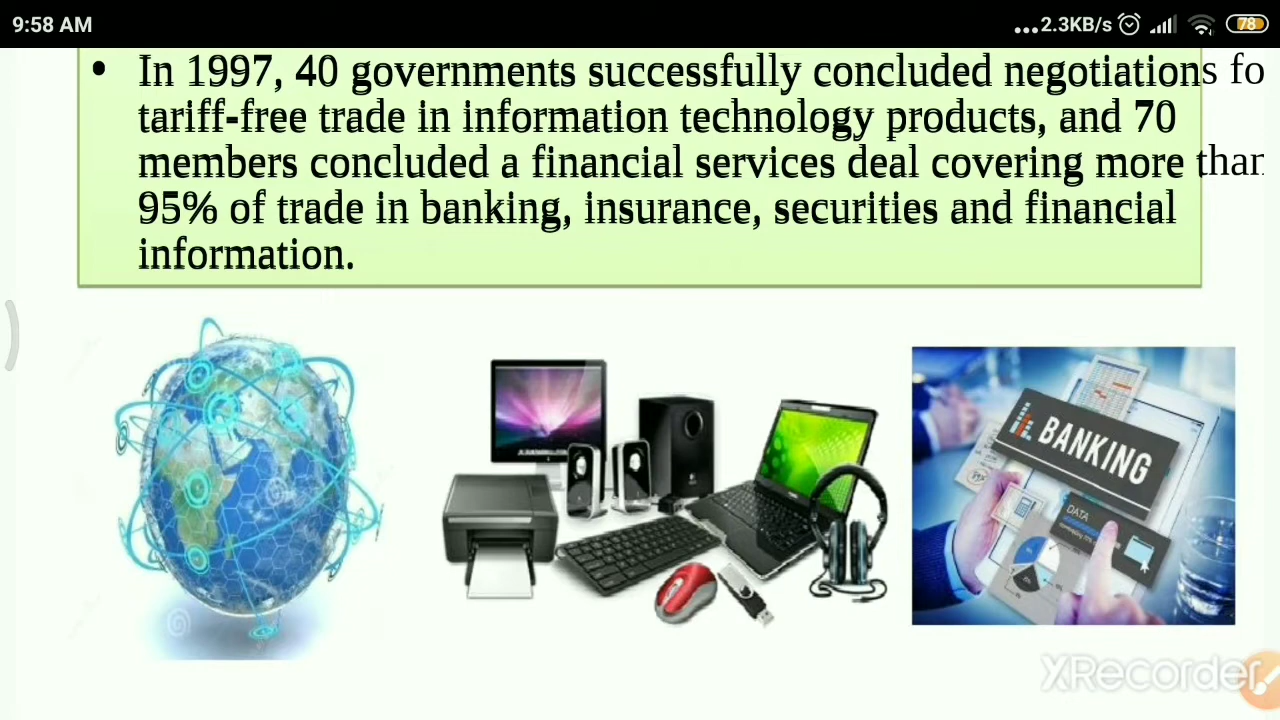 9:58 AM
...2.3KB/s
78
• In 1997, 40 governments successfully concluded negotiations fo
tariff-free trade in information technology products, and 70
members concluded a financial services deal covering more than
95% of trade in banking, insurance, securities and financial
information.
BANKING
DATA
XRecorder